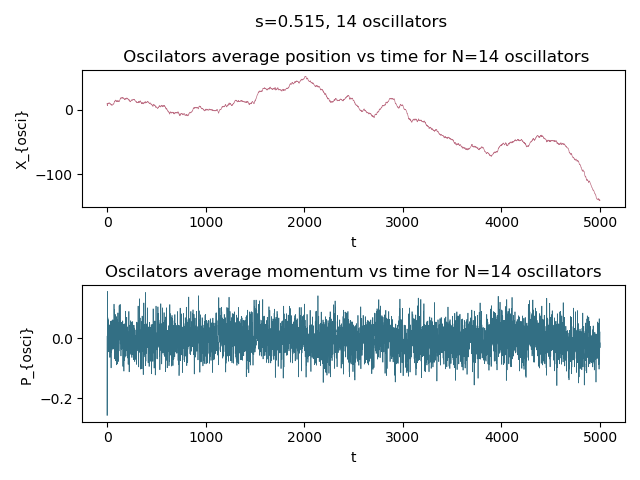 s=0.515, 14 oscillators
Oscilators average position vs time for N=14 oscillators
0
−100
X_{osci}
0 1000 2000 3000 4000 5000
t
Oscilators average momentum vs time for N=14 oscillators
0.0
−0.2
P_{osci}
0 1000 2000 3000 4000 5000
t